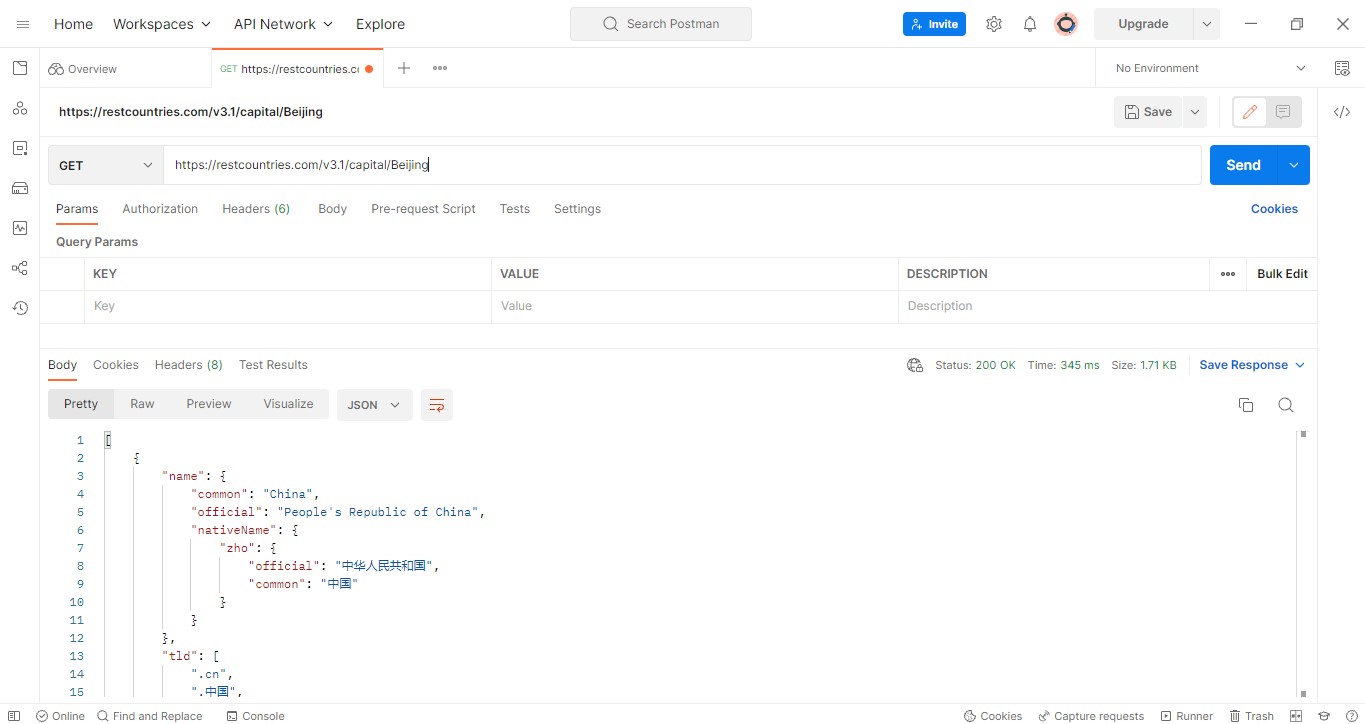 Home Workspaces API Network Explore Search Postman Invite Upgrade
Overview GET https://restcountries.cc No Environment
https://restcountries.com/v3.1/capital/Beijing Save
GET https://restcountries.com/v3.1/capital/Beijing Send
Params Authorization Headers (6) Body Pre-request Script Tests Settings Cookies
Query Params
KEY VALUE DESCRIPTION Bulk Edit
Key Value Description
Body Cookies Headers (8) Test Results Status: 200 OK Time: 345 ms Size: 1.71 KB Save Response
Pretty Raw Preview Visualize JSON
1 [
2 {
3 "name": {
4 "common": "China",
5 "official": "People's Republic of China",
6 "nativeName": {
7 "zho": {
8 "official": "中华人民共和国",
9 "common": "中国"
10 }
11 }
12 },
13 "tld": [
14 ".cn",
15 ".中国",
Online Find and Replace Console Cookies Capture requests Runner Trash